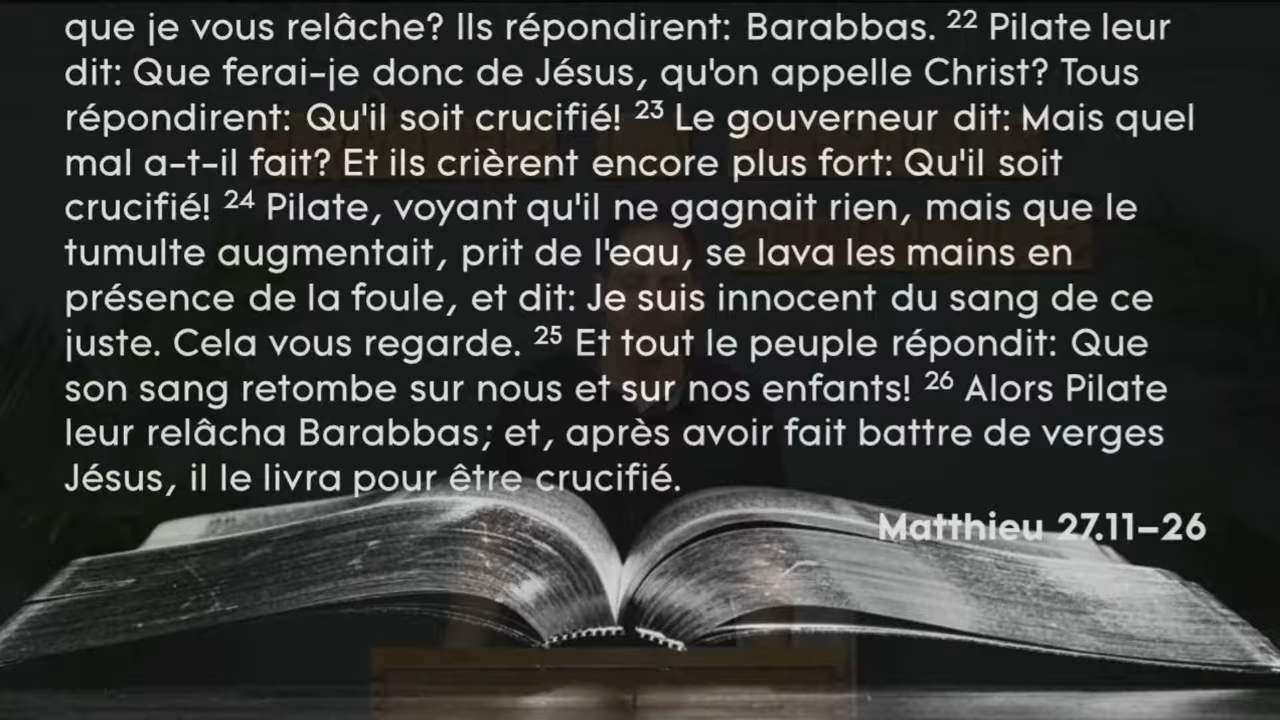 que je vous relâche? Ils répondirent: Barabbas. ²² Pilate leur
dit: Que ferai-je donc de Jésus, qu'on appelle Christ? Tous
répondirent: Qu'il soit crucifié! ²³ Le gouverneur dit: Mais quel
mal a-t-il fait? Et ils crièrent encore plus fort: Qu'il soit
crucifié! ²⁴ Pilate, voyant qu'il ne gagnait rien, mais que le
tumulte augmentait, prit de l'eau, se lava les mains en
présence de la foule, et dit: Je suis innocent du sang de ce
juste. Cela vous regarde. ²⁵ Et tout le peuple répondit: Que
son sang retombe sur nous et sur nos enfants! ²⁶ Alors Pilate
leur relâcha Barabbas; et, après avoir fait battre de verges
Jésus, il le livra pour être crucifié.
Matthieu 27.11–26